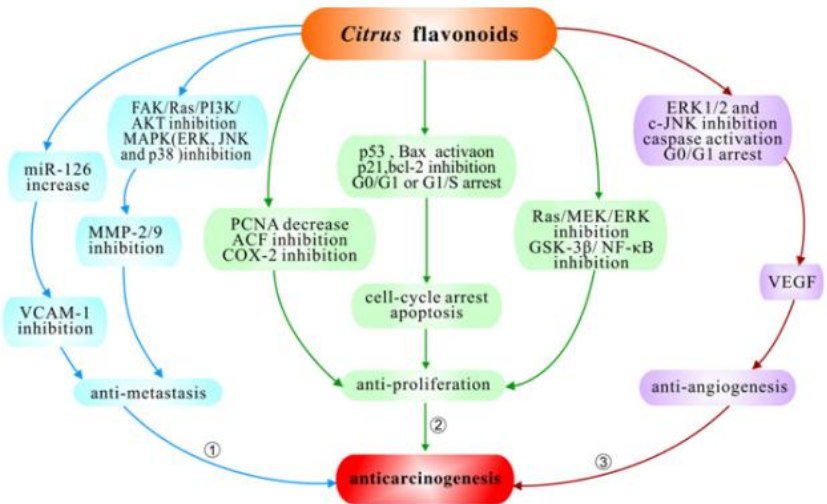 Citrus flavonoids
FAK/Ras/PI3K/
AKT inhibition
MAPK(ERK, JNK
and p38 )inhibition
miR-126
increase
MMP-2/9
inhibition
VCAM-1
inhibition
anti-metastasis
PCNA decrease
ACF inhibition
COX-2 inhibition
p53 , Bax activaon
p21,bcl-2 inhibition
G0/G1 or G1/S arrest
cell-cycle arrest
apoptosis
Ras/MEK/ERK
inhibition
GSK-3β/ NF-κB
inhibition
anti-proliferation
ERK1/2 and
c-JNK inhibition
caspase activation
G0/G1 arrest
VEGF
anti-angiogenesis
①
②
③
anticarcinogenesis